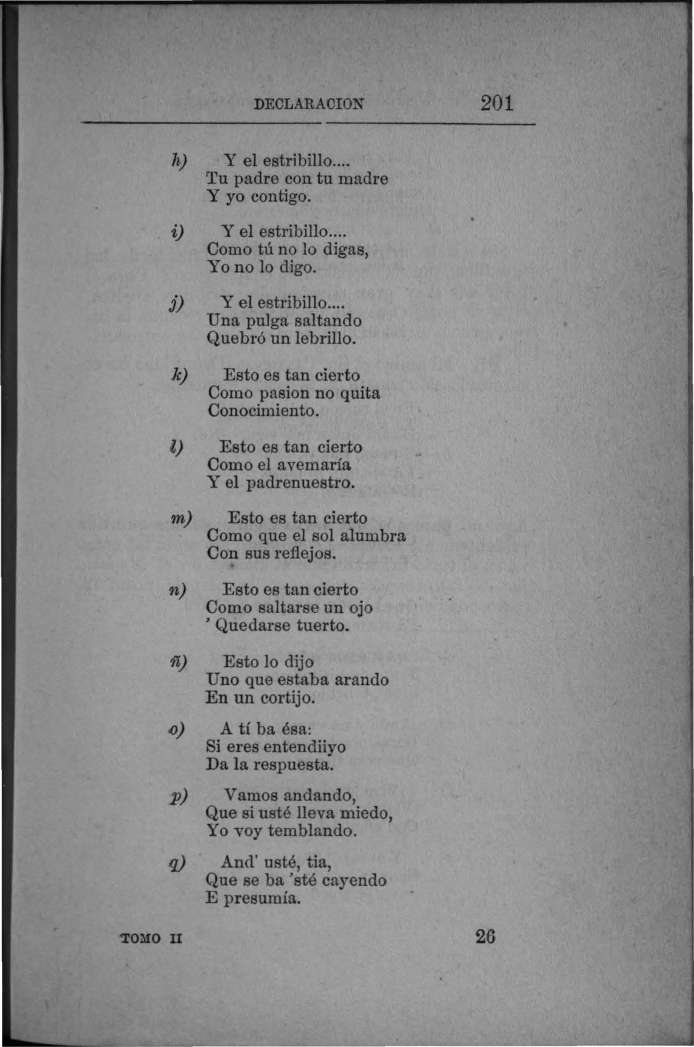 DECLARACION 201
h) Y el estribillo....
Tu padre con tu madre
Y yo contigo.
i) Y el estribillo....
Como tú no lo digas,
Yo no lo digo.
j) Y el estribillo....
Una pulga saltando
Quebró un lebrillo.
k) Esto es tan cierto
Como pasion no quita
Conocimiento.
l) Esto es tan cierto
Como el avemaría
Y el padrenuestro.
m) Esto es tan cierto
Como que el sol alumbra
Con sus reflejos.
n) Esto es tan cierto
Como saltarse un ojo
' Quedarse tuerto.
ñ) Esto lo dijo
Uno que estaba arando
En un cortijo.
o) A tí ba ésa:
Si eres entendiiyo
Da la respuesta.
p) Vamos andando,
Que si usté lleva miedo,
Yo voy temblando.
q) And' usté, tia,
Que se ba 'sté cayendo
E presumía.
TOMO II 26